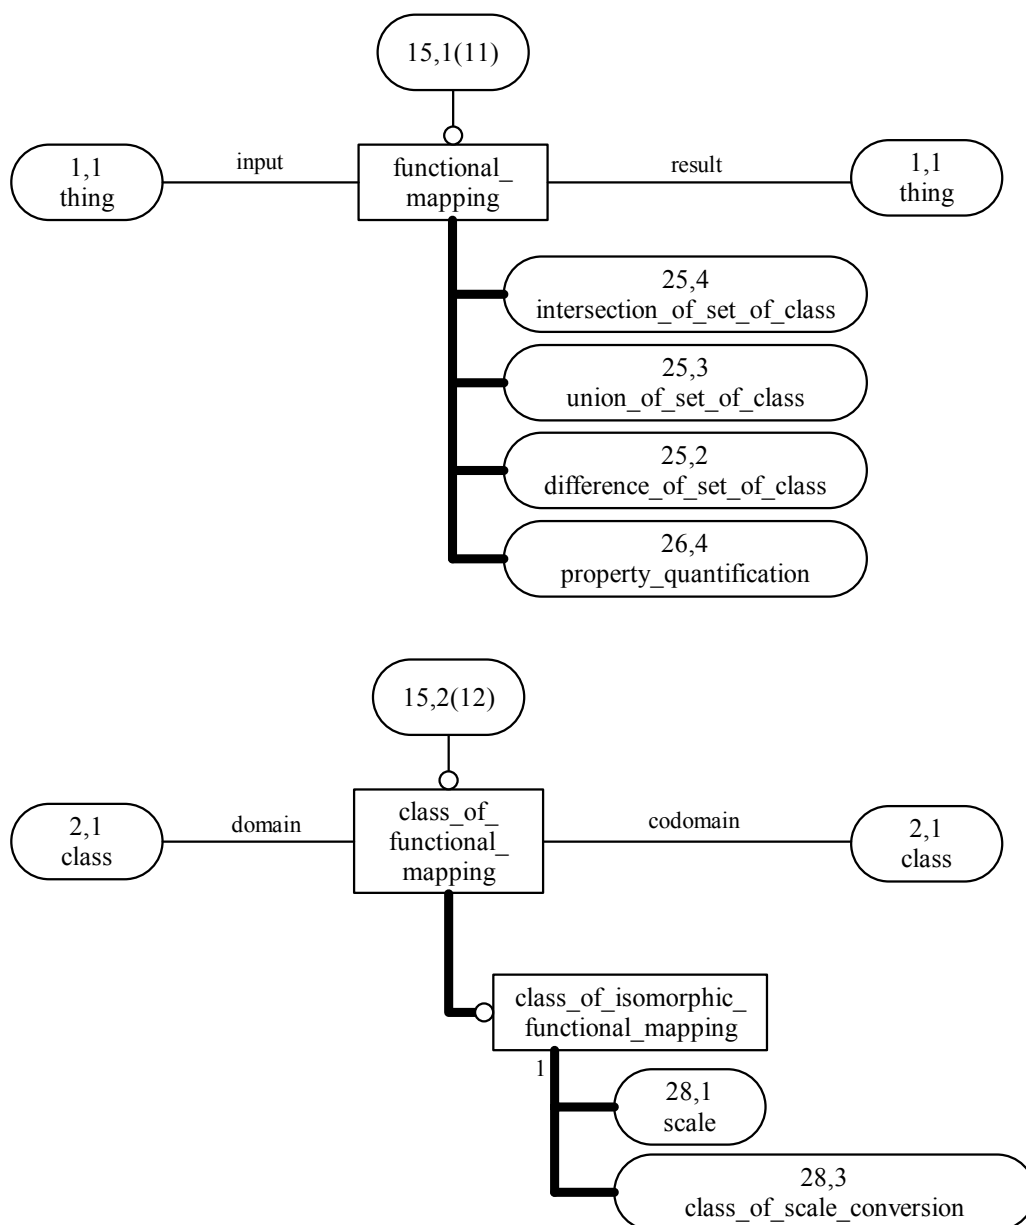 15,1(11)
1,1
thing
input
functional_
mapping
result
1,1
thing
25,4
intersection_of_set_of_class
25,3
union_of_set_of_class
25,2
difference_of_set_of_class
26,4
property_quantification
15,2(12)
2,1
class
domain
class_of_
functional_
mapping
codomain
2,1
class
class_of_isomorphic_
functional_mapping
1
28,1
scale
28,3
class_of_scale_conversion